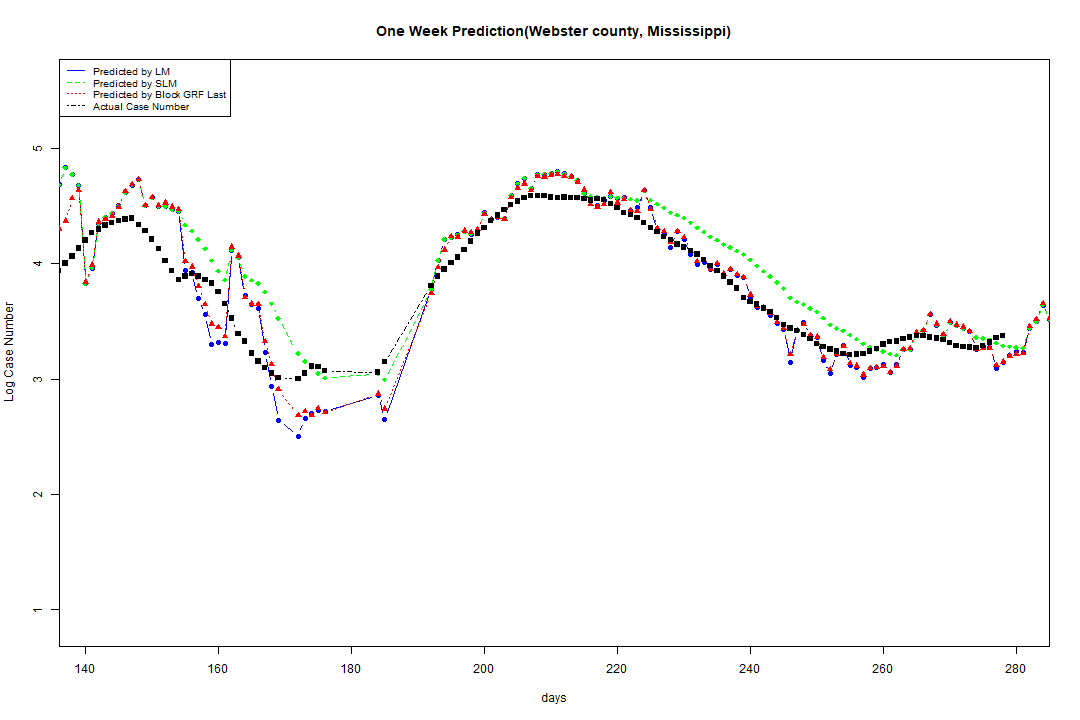 One Week Prediction(Webster county, Mississippi)
Predicted by LM
Predicted by SLM
Predicted by Block GRF Last
Actual Case Number
5
4
3
2
1
Log Case Number
140 160 180 200 220 240 260 280
days